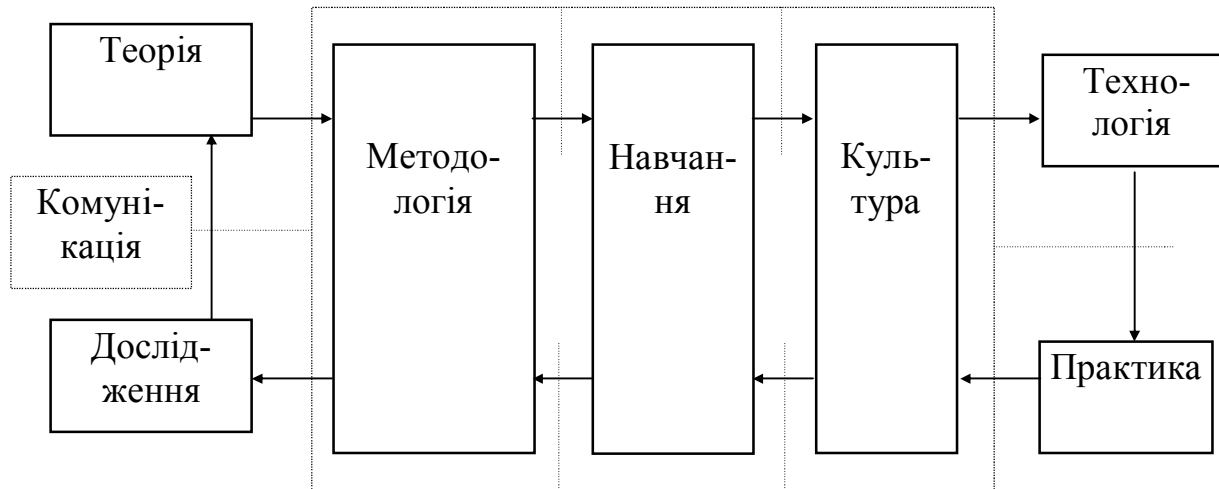 Теорія
Методо-
логія
Навчан-
ня
Куль-
тура
Техно-
логія
Комуні-
кація
Дослід-
ження
Практика